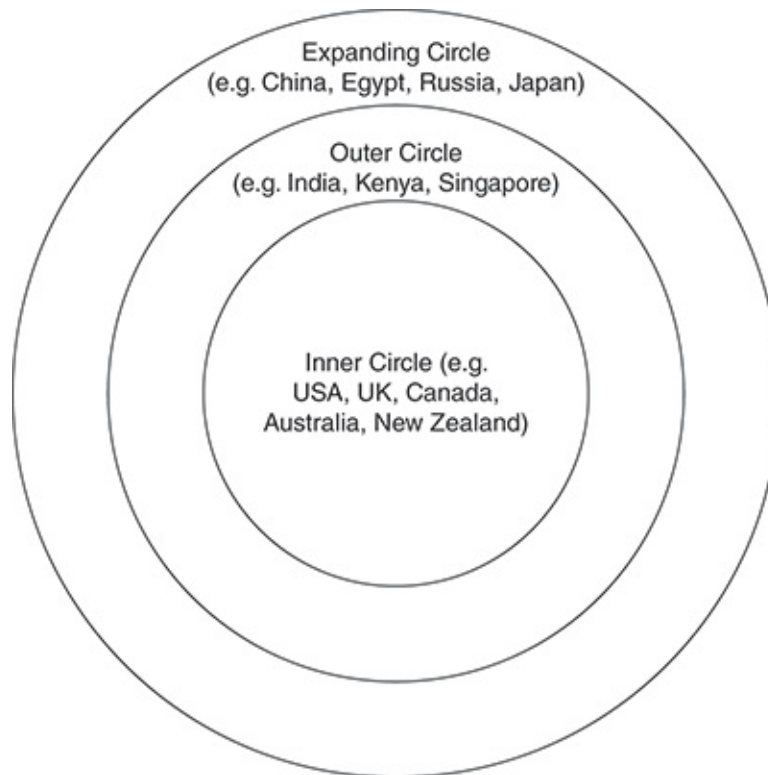 Expanding Circle
(e.g. China, Egypt, Russia, Japan)
Outer Circle
(e.g. India, Kenya, Singapore)
Inner Circle (e.g.
USA, UK, Canada,
Australia, New Zealand)